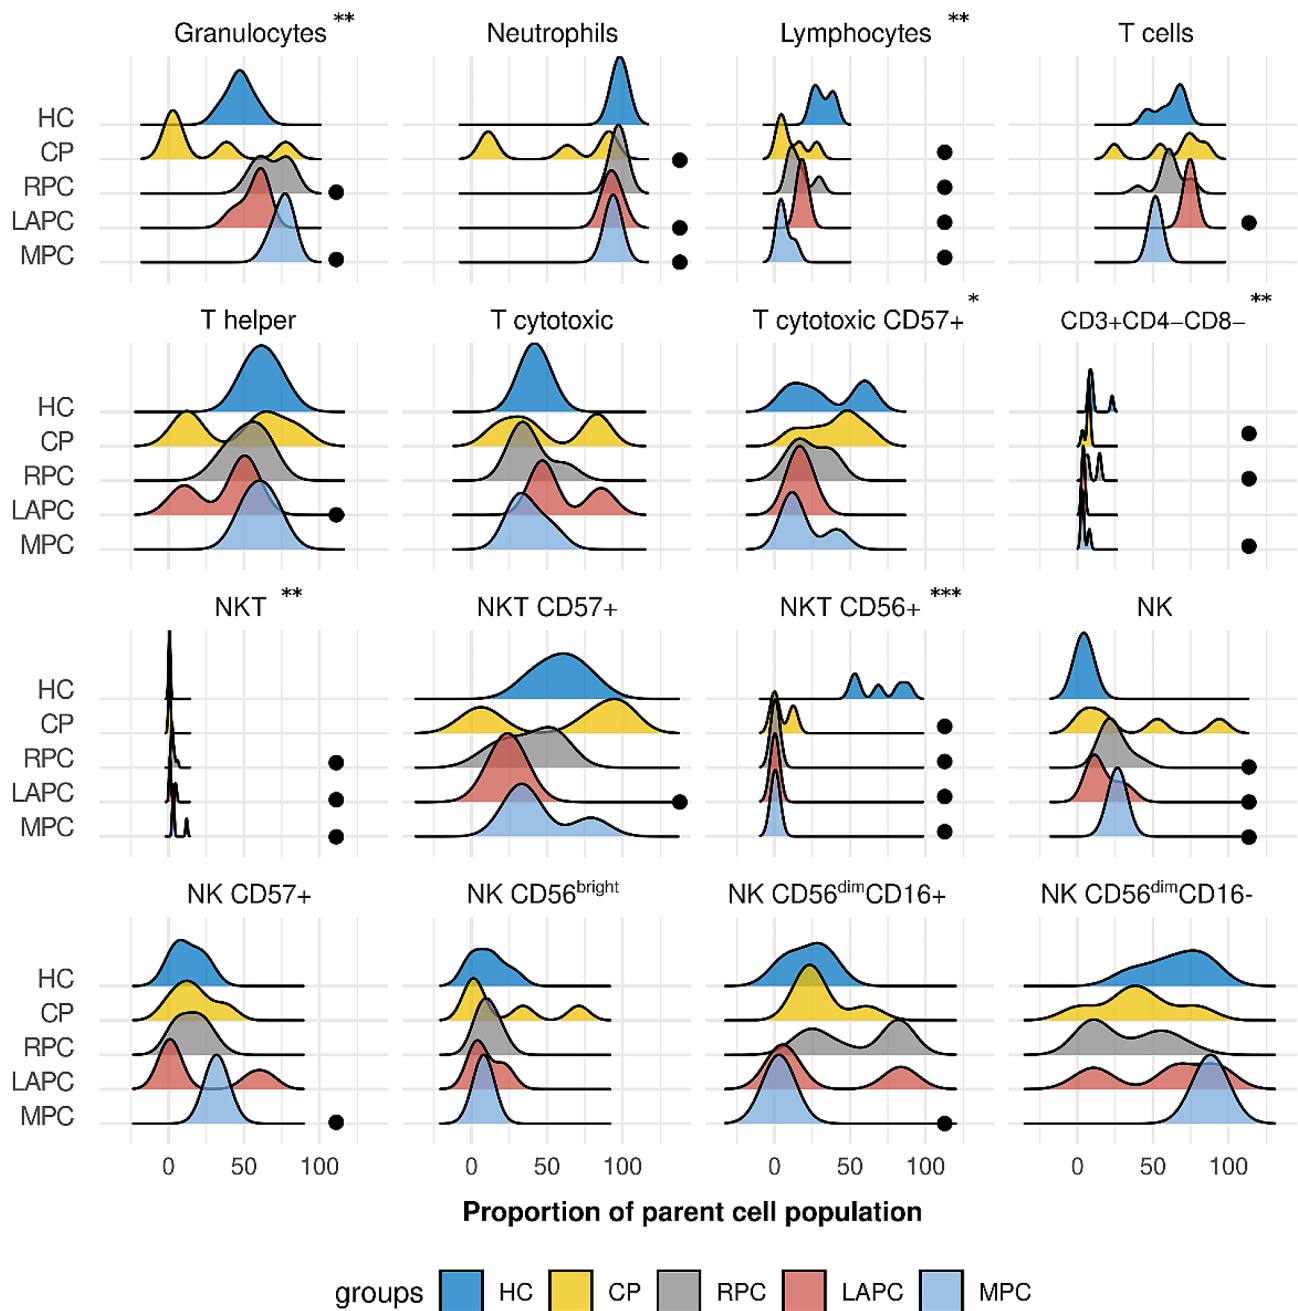 Granulocytes ** Neutrophils Lymphocytes ** T cells
HC
CP
RPC
LAPC
MPC
T helper T cytotoxic T cytotoxic CD57+ * CD3+CD4−CD8− **
HC
CP
RPC
LAPC
MPC
NKT ** NKT CD57+ NKT CD56+ *** NK
HC
CP
RPC
LAPC
MPC
NK CD57+ NK CD56bright NK CD56dimCD16+ NK CD56dimCD16-
HC
CP
RPC
LAPC
MPC
0 50 100 0 50 100 0 50 100 0 50 100
Proportion of parent cell population
groups HC CP RPC LAPC MPC